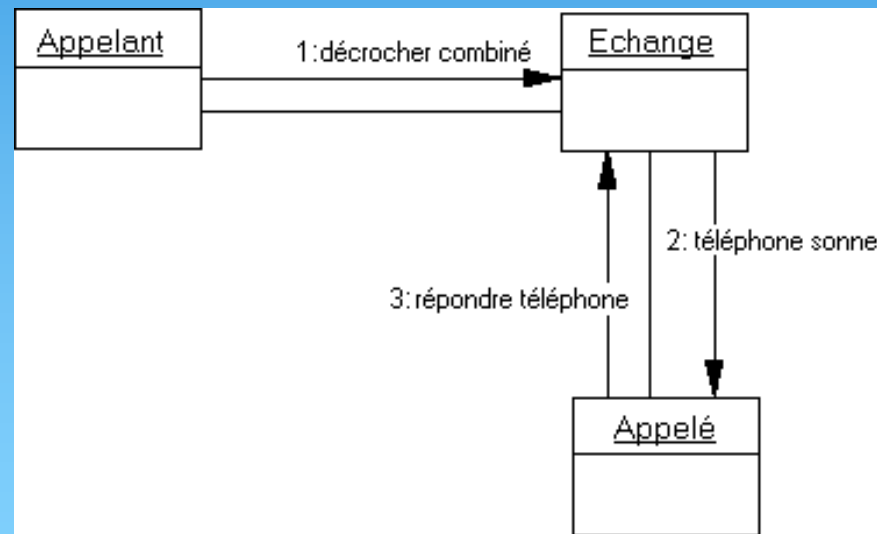 Appelant
1:décrocher combiné
Echange
2: téléphone sonne
3: répondre téléphone
Appelé